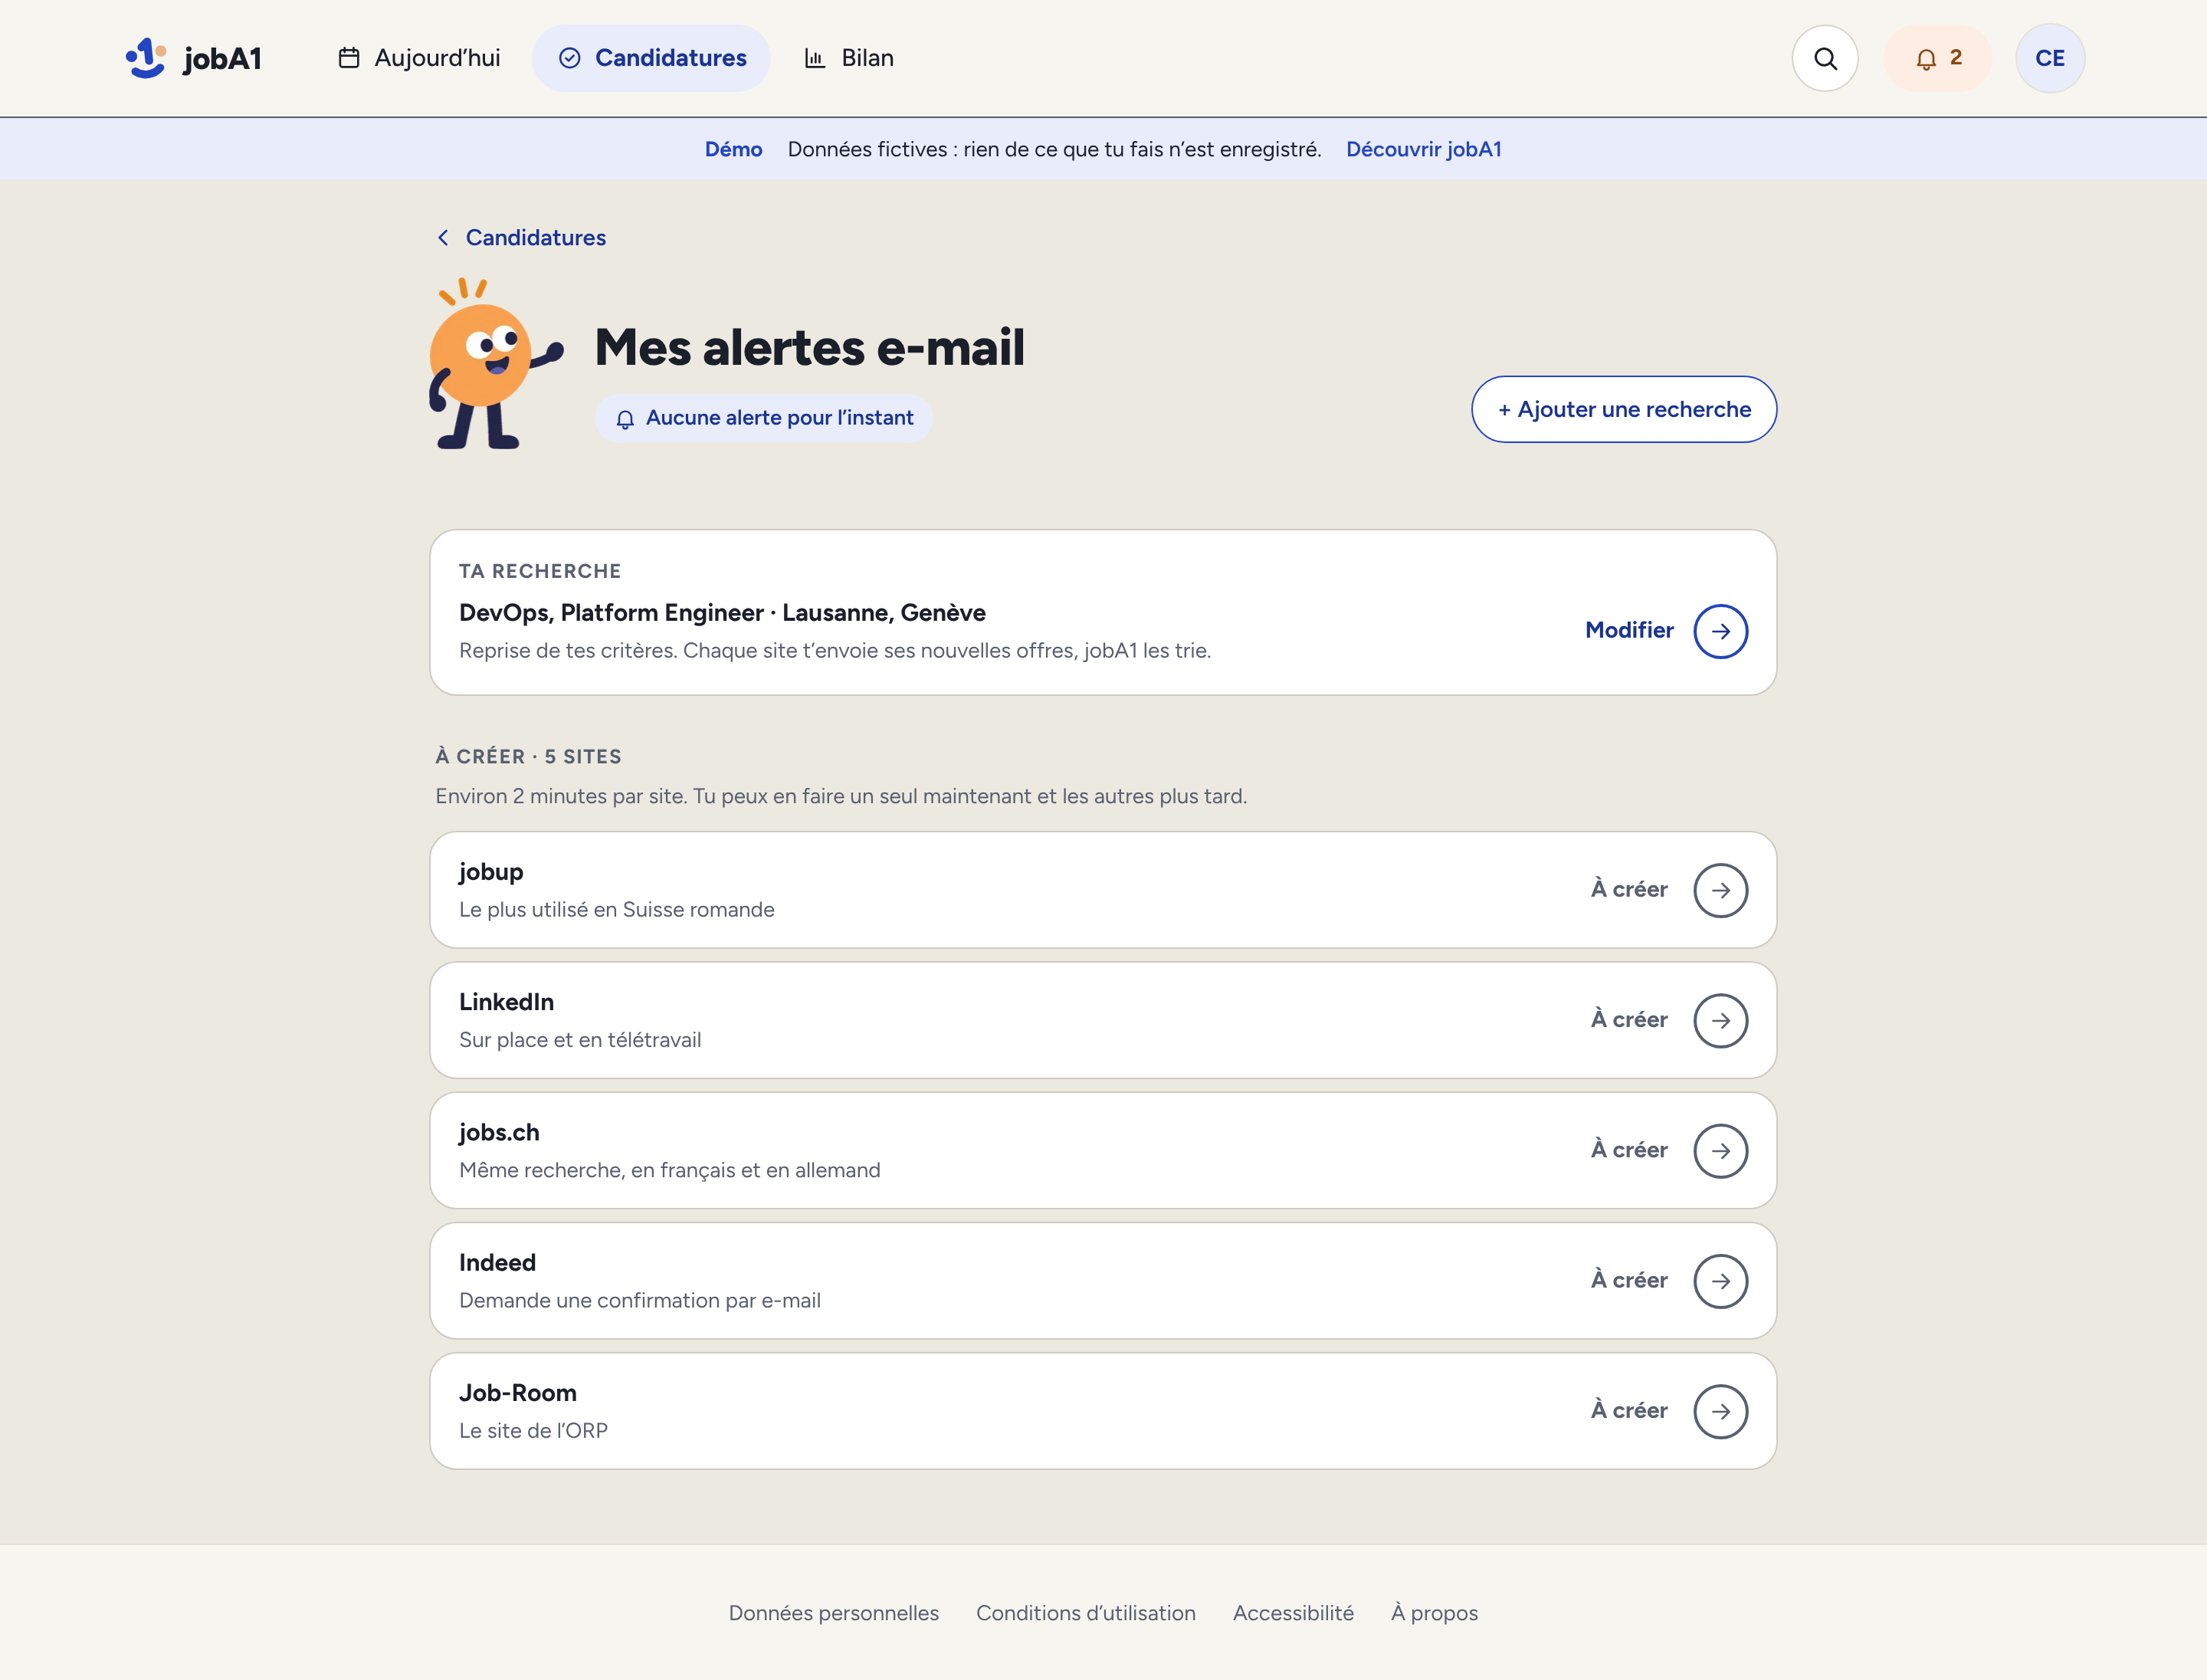 jobA1
Aujourd’hui
Candidatures
Bilan
2
CE
Démo Données fictives : rien de ce que tu fais n’est enregistré. Découvrir jobA1
Candidatures
Mes alertes e-mail
Aucune alerte pour l’instant
+ Ajouter une recherche
TA RECHERCHE
DevOps, Platform Engineer · Lausanne, Genève
Reprise de tes critères. Chaque site t’envoie ses nouvelles offres, jobA1 les trie.
Modifier
À CRÉER · 5 SITES
Environ 2 minutes par site. Tu peux en faire un seul maintenant et les autres plus tard.
jobup
Le plus utilisé en Suisse romande
À créer
LinkedIn
Sur place et en télétravail
À créer
jobs.ch
Même recherche, en français et en allemand
À créer
Indeed
Demande une confirmation par e-mail
À créer
Job-Room
Le site de l’ORP
À créer
Données personnelles Conditions d’utilisation Accessibilité À propos